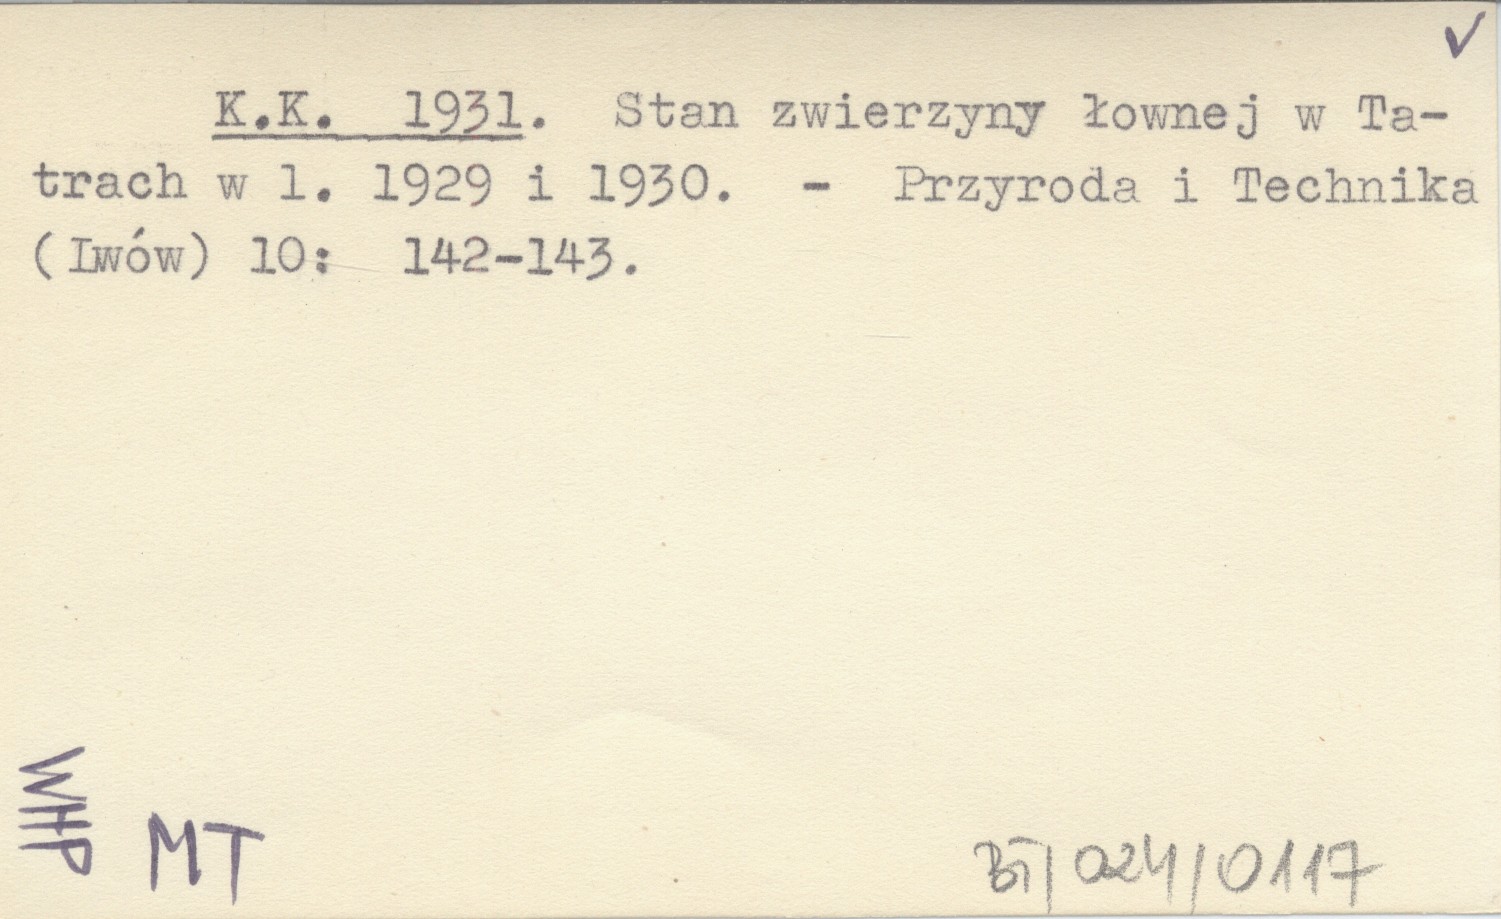 K.K. 1931. Stan zwierzyny łownej w Ta-
trach w l. 1929 i 1930. - Przyroda i Technika
(Lwów) 10: 142-143.
WHP
MT
BT/024/0117